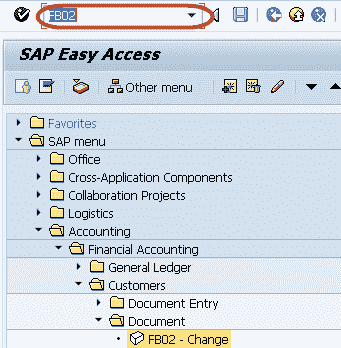 FB02
SAP Easy Access
Other menu
Favorites
SAP menu
Office
Cross-Application Components
Collaboration Projects
Logistics
Accounting
Financial Accounting
General Ledger
Customers
Document Entry
Document
FB02 - Change